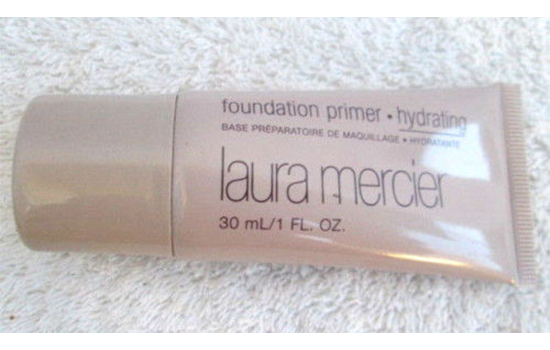 foundation primer • hydrating
BASE PRÉPARATOIRE DE MAQUILLAGE • HYDRATANTE
laura mercier
30 mL/1 FL. OZ.